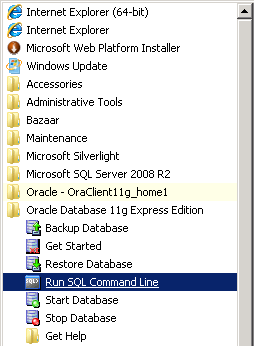 Internet Explorer (64-bit)
Internet Explorer
Microsoft Web Platform Installer
Windows Update
Accessories
Administrative Tools
Bazaar
Maintenance
Microsoft Silverlight
Microsoft SQL Server 2008 R2
Oracle - OraClient11g_home1
Oracle Database 11g Express Edition
Backup Database
Get Started
Restore Database
SQL>
Run SQL Command Line
Start Database
Stop Database
Get Help